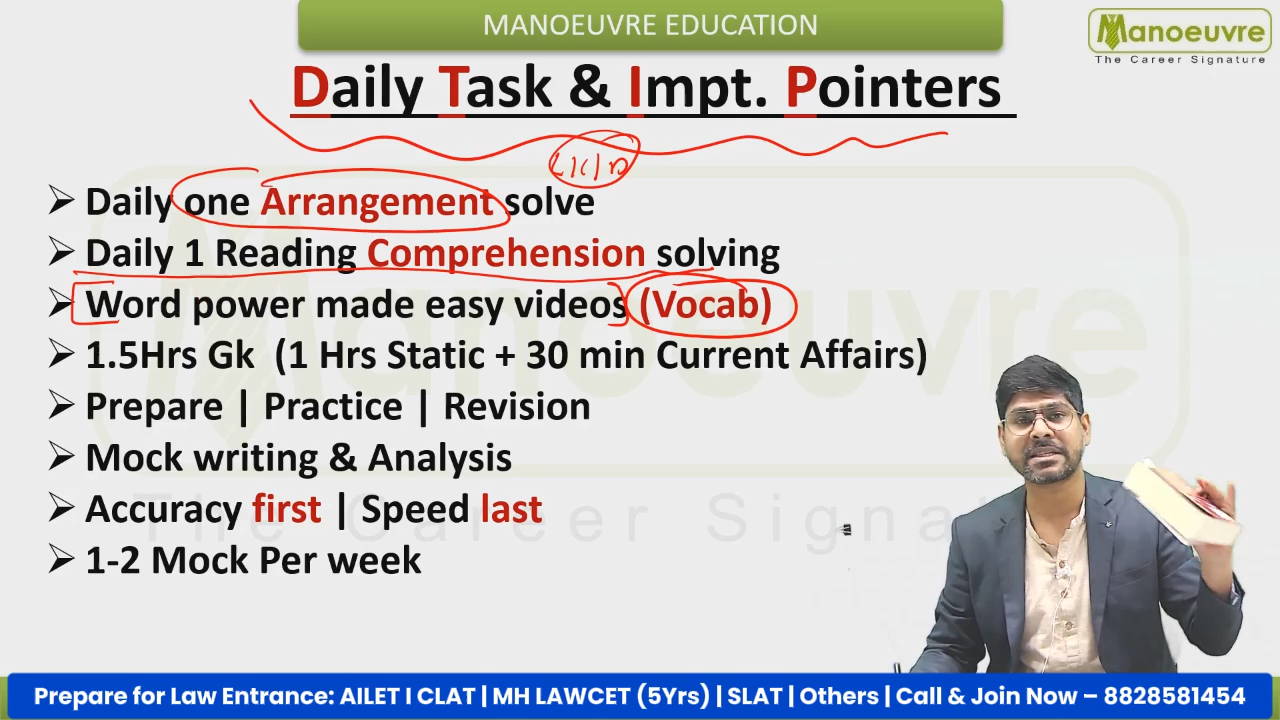 MANOEUVRE EDUCATION
Manoeuvre
The Career Signature
Daily Task & Impt. Pointers
➢ Daily one Arrangement solve
➢ Daily 1 Reading Comprehension solving
➢ Word power made easy videos (Vocab)
➢ 1.5Hrs Gk (1 Hrs Static + 30 min Current Affairs)
➢ Prepare | Practice | Revision
➢ Mock writing & Analysis
➢ Accuracy first | Speed last
➢ 1-2 Mock Per week
Prepare for Law Entrance: AILET I CLAT | MH LAWCET (5Yrs) | SLAT | Others | Call & Join Now – 8828581454